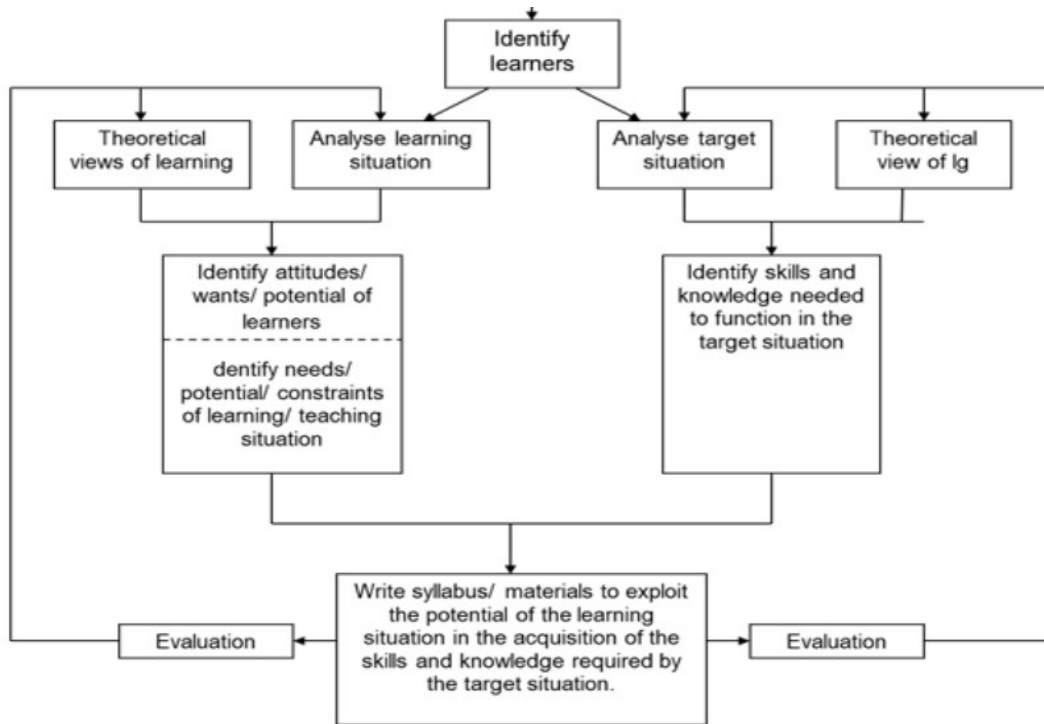 Identify
learners
Theoretical
views of learning
Analyse learning
situation
Analyse target
situation
Theoretical
view of lg
Identify attitudes/
wants/ potential of
learners
dentify needs/
potential/ constraints
of learning/ teaching
situation
Identify skills and
knowledge needed
to function in the
target situation
Write syllabus/ materials to exploit
the potential of the learning
situation in the acquisition of the
skills and knowledge required by
the target situation.
Evaluation
Evaluation